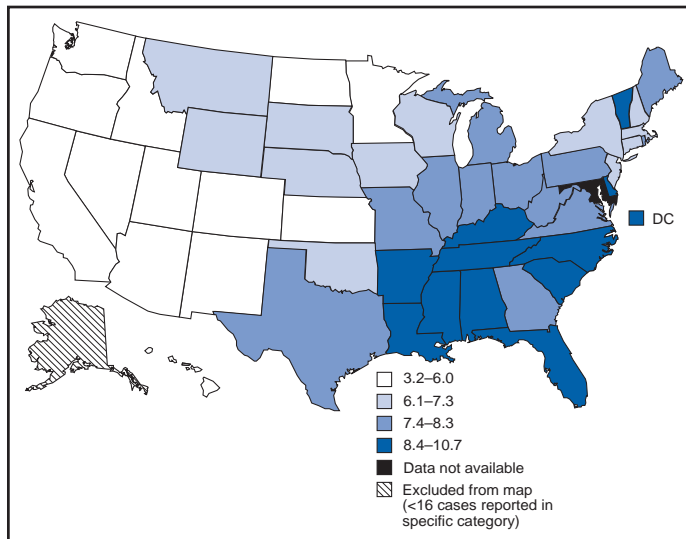 DC
3.2–6.0
6.1–7.3
7.4–8.3
8.4–10.7
Data not available
Excluded from map
(<16 cases reported in
specific category)